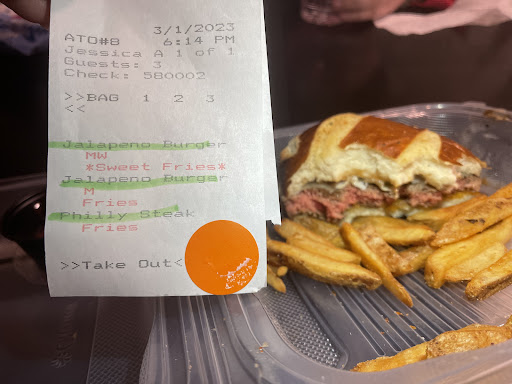 3/1/2023
ATO#8 6:14 PM
Jessica A 1 of 1
Guests: 3
Check: 580002
>>BAG 1 2 3
<<
Jalapeno Burger
MW
*Sweet Fries*
Jalapeno Burger
M
Fries
Philly Steak
Fries
>>Take Out<